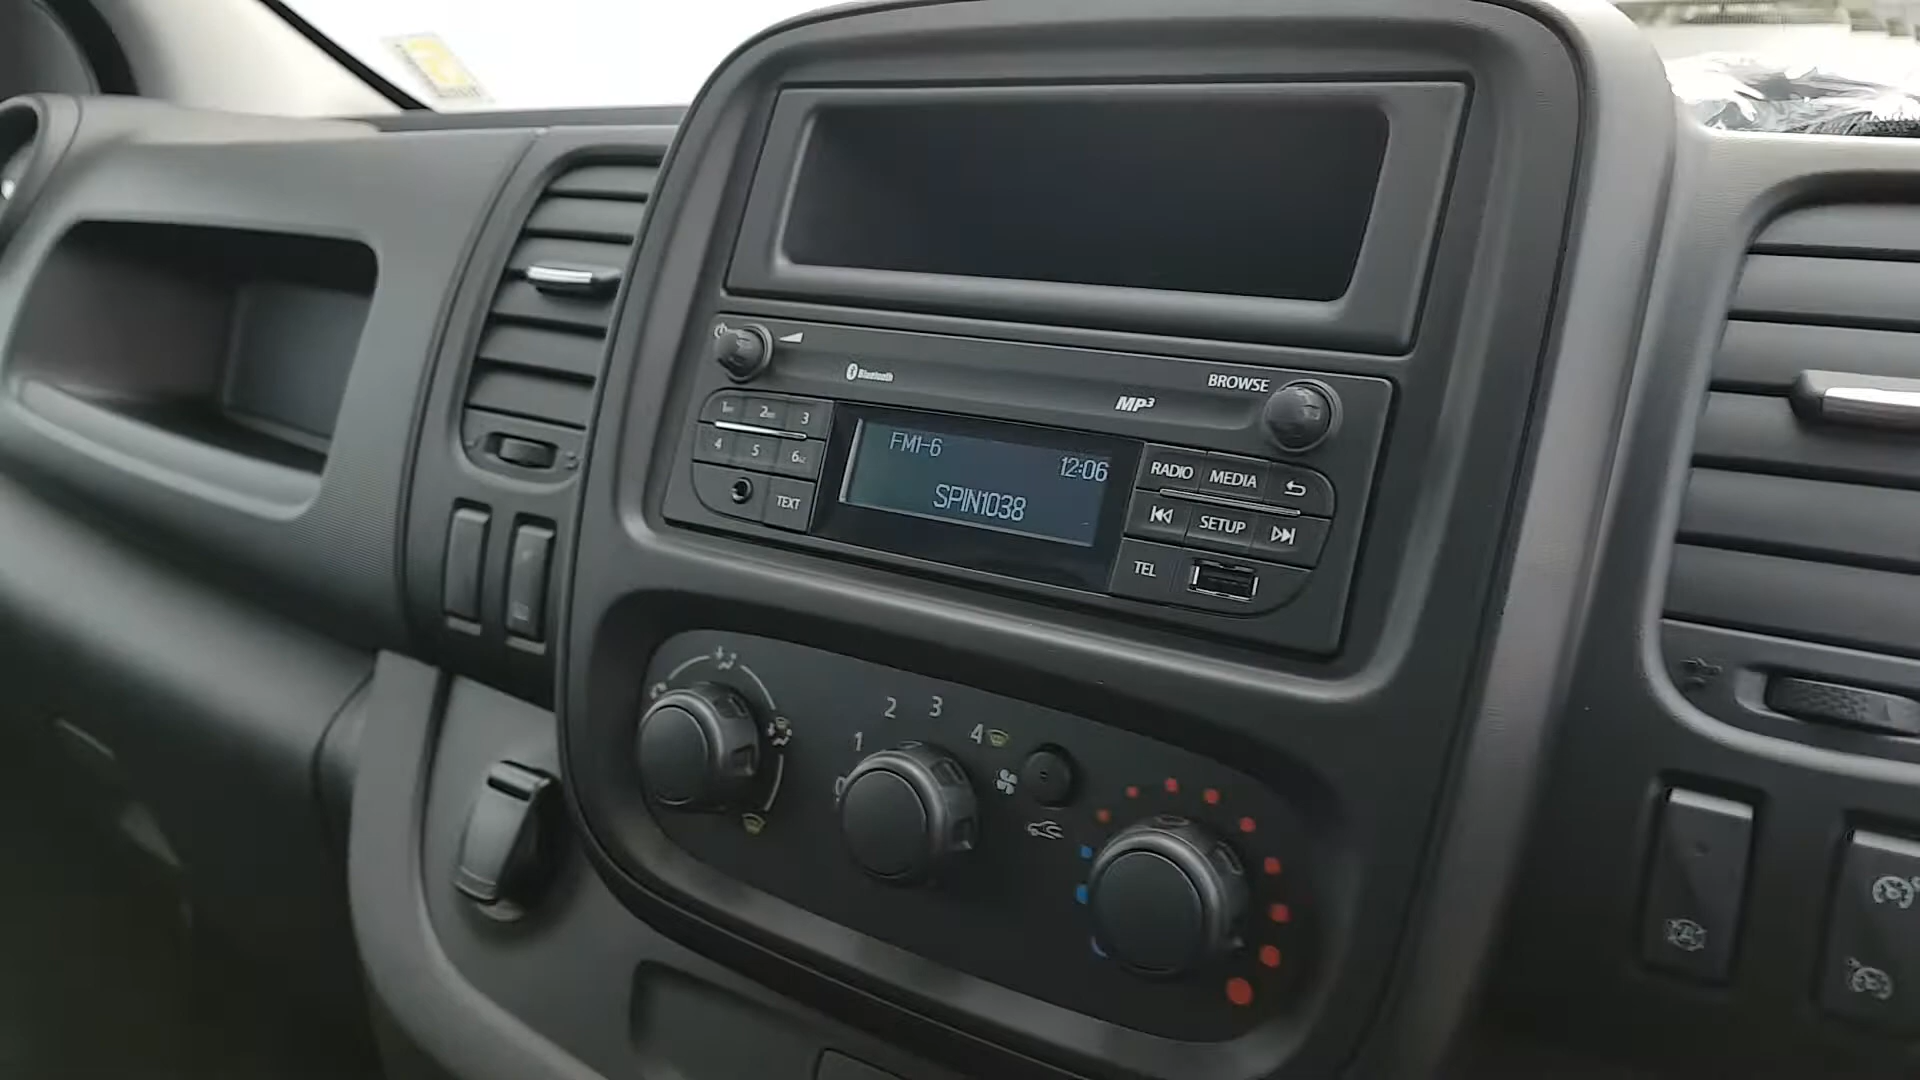 BROWSE
Bluetooth
MP3
1 2 3
4 5 6
TEXT
FM1-6
12:06
SPIN1038
RADIO MEDIA
SETUP
TEL
1 2 3 4